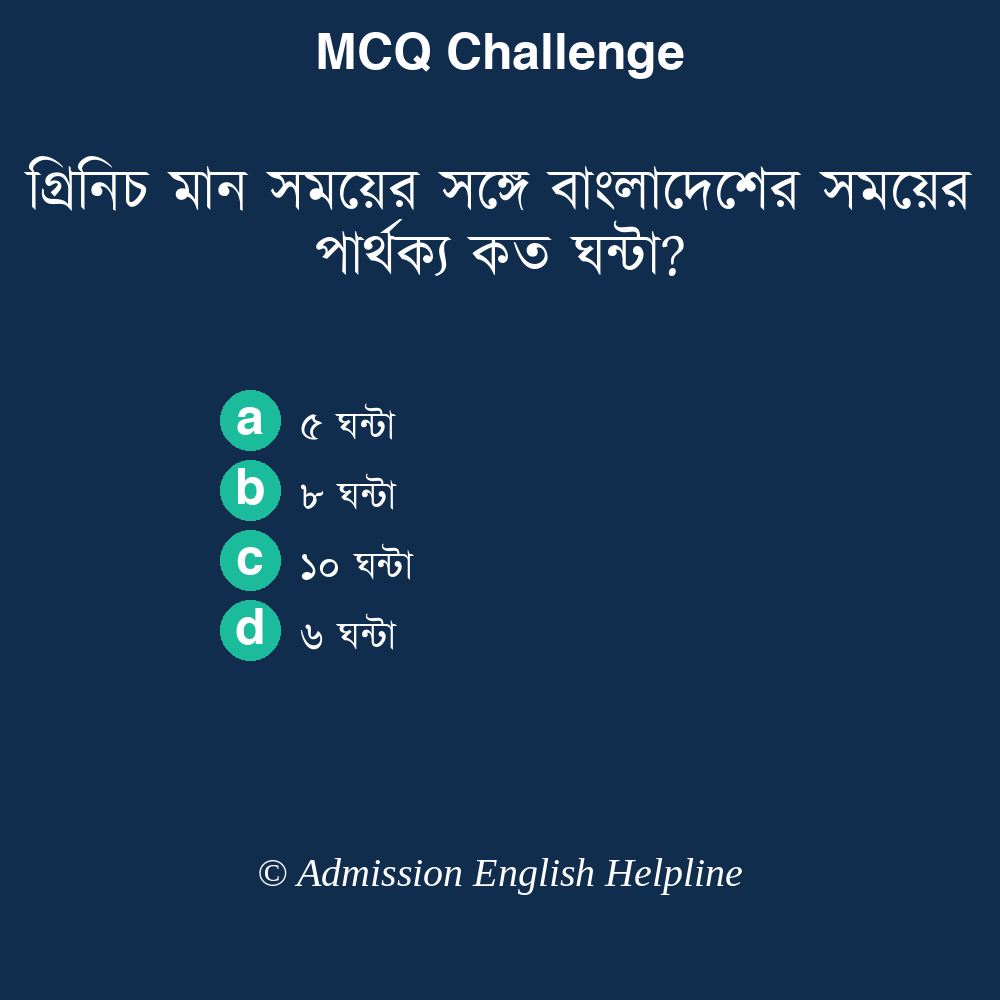 MCQ Challenge
গ্রিনিচ মান সময়ের সঙ্গে বাংলাদেশের সময়ের
পার্থক্য কত ঘন্টা?
a ৫ ঘন্টা
b ৮ ঘন্টা
c ১০ ঘন্টা
d ৬ ঘন্টা
© Admission English Helpline